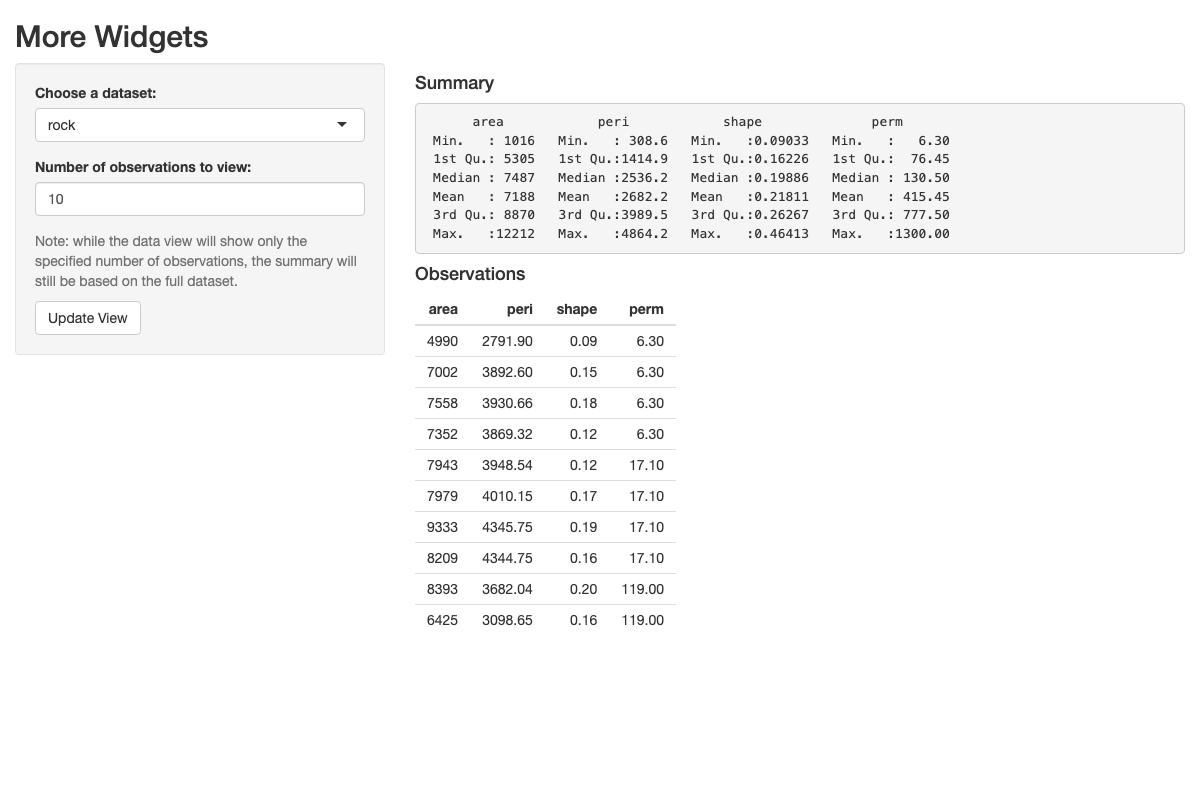 More Widgets
Choose a dataset:
rock
Number of observations to view:
10
Note: while the data view will show only the
specified number of observations, the summary will
still be based on the full dataset.
Update View
Summary
area peri shape perm
Min. : 1016 Min. : 308.6 Min. :0.09033 Min. : 6.30
1st Qu.: 5305 1st Qu.:1414.9 1st Qu.:0.16226 1st Qu.: 76.45
Median : 7487 Median :2536.2 Median :0.19886 Median : 130.50
Mean : 7188 Mean :2682.2 Mean :0.21811 Mean : 415.45
3rd Qu.: 8870 3rd Qu.:3989.5 3rd Qu.:0.26267 3rd Qu.: 777.50
Max. :12212 Max. :4864.2 Max. :0.46413 Max. :1300.00
Observations
area peri shape perm
4990 2791.90 0.09 6.30
7002 3892.60 0.15 6.30
7558 3930.66 0.18 6.30
7352 3869.32 0.12 6.30
7943 3948.54 0.12 17.10
7979 4010.15 0.17 17.10
9333 4345.75 0.19 17.10
8209 4344.75 0.16 17.10
8393 3682.04 0.20 119.00
6425 3098.65 0.16 119.00